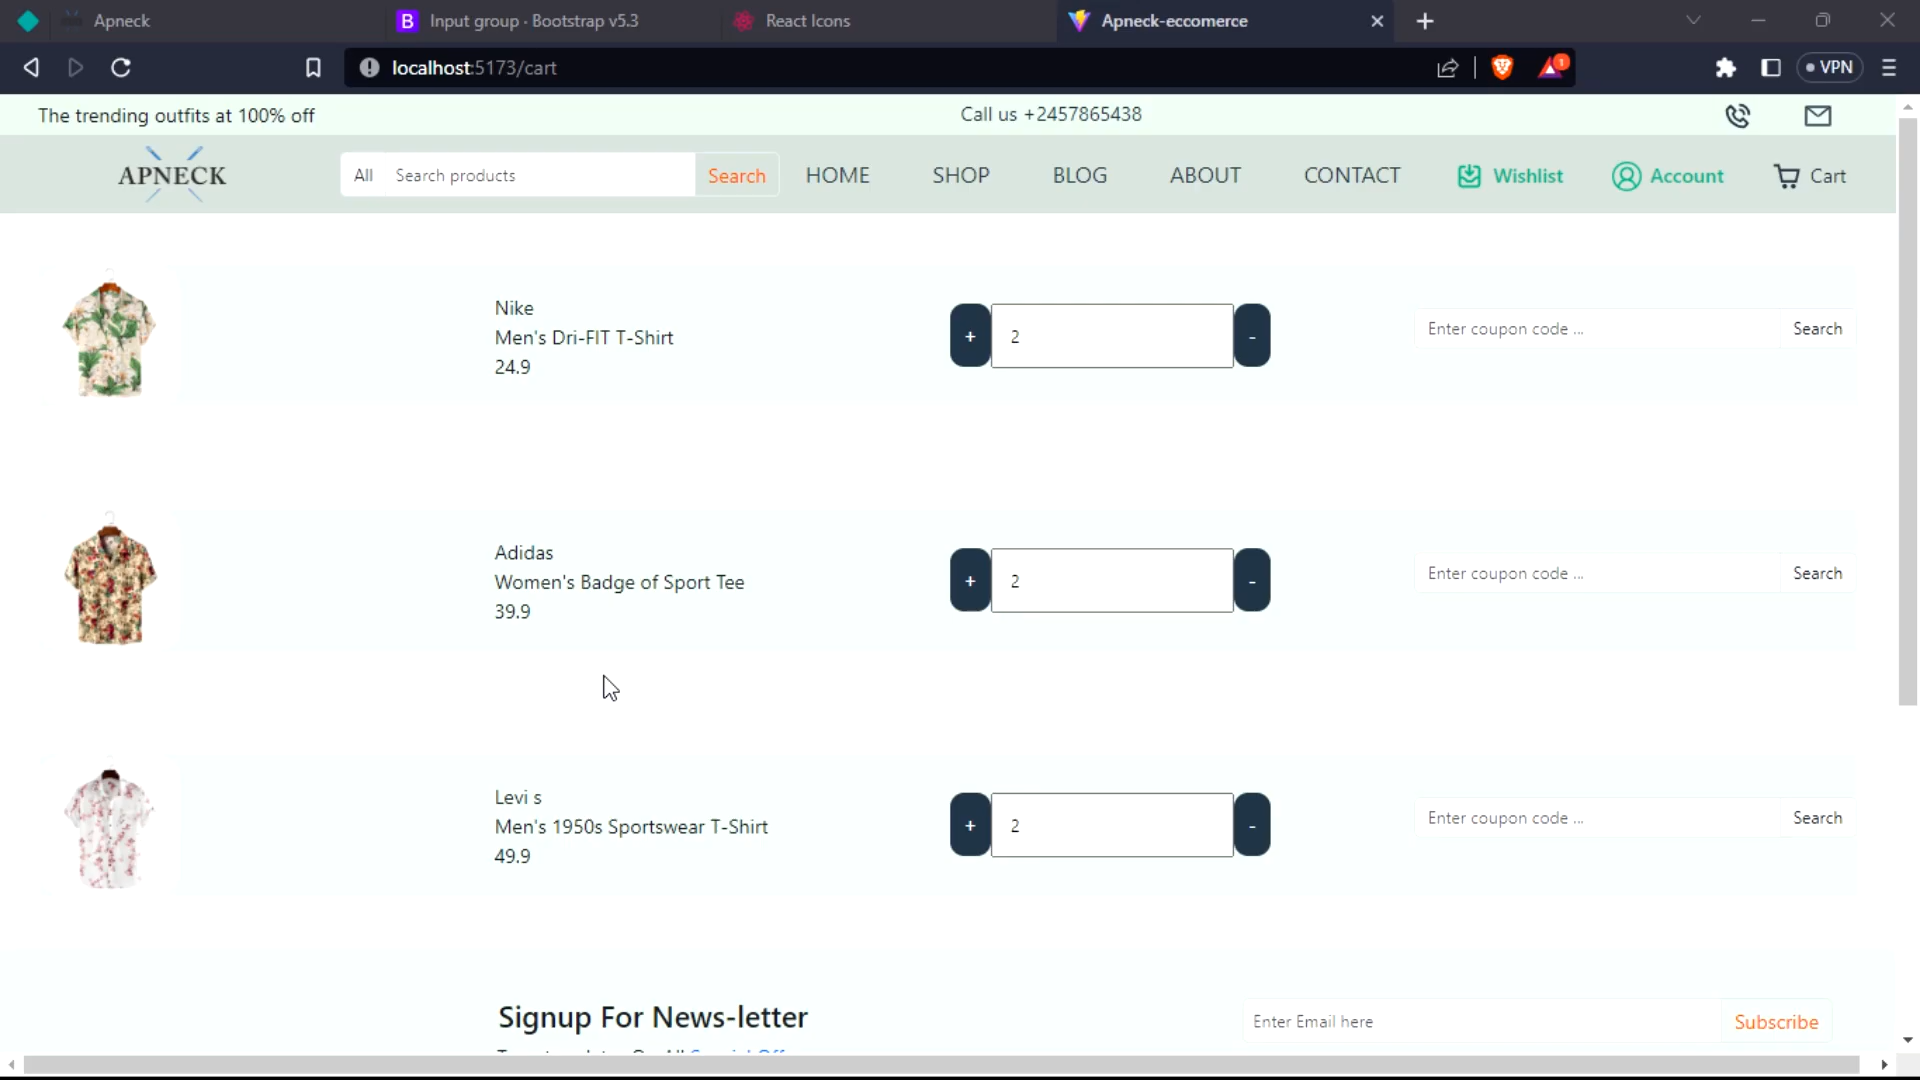 Apneck
B Input group · Bootstrap v5.3
React Icons
Apneck-eccomerce
localhost:5173/cart
1
VPN
The trending outfits at 100% off
Call us +2457865438
APNECK
All Search products Search
HOME SHOP BLOG ABOUT CONTACT
Wishlist Account Cart
Nike
Men's Dri-FIT T-Shirt
24.9
+ 2 -
Enter coupon code ... Search
Adidas
Women's Badge of Sport Tee
39.9
+ 2 -
Enter coupon code ... Search
Levi s
Men's 1950s Sportswear T-Shirt
49.9
+ 2 -
Enter coupon code ... Search
Signup For News-letter
Enter Email here Subscribe